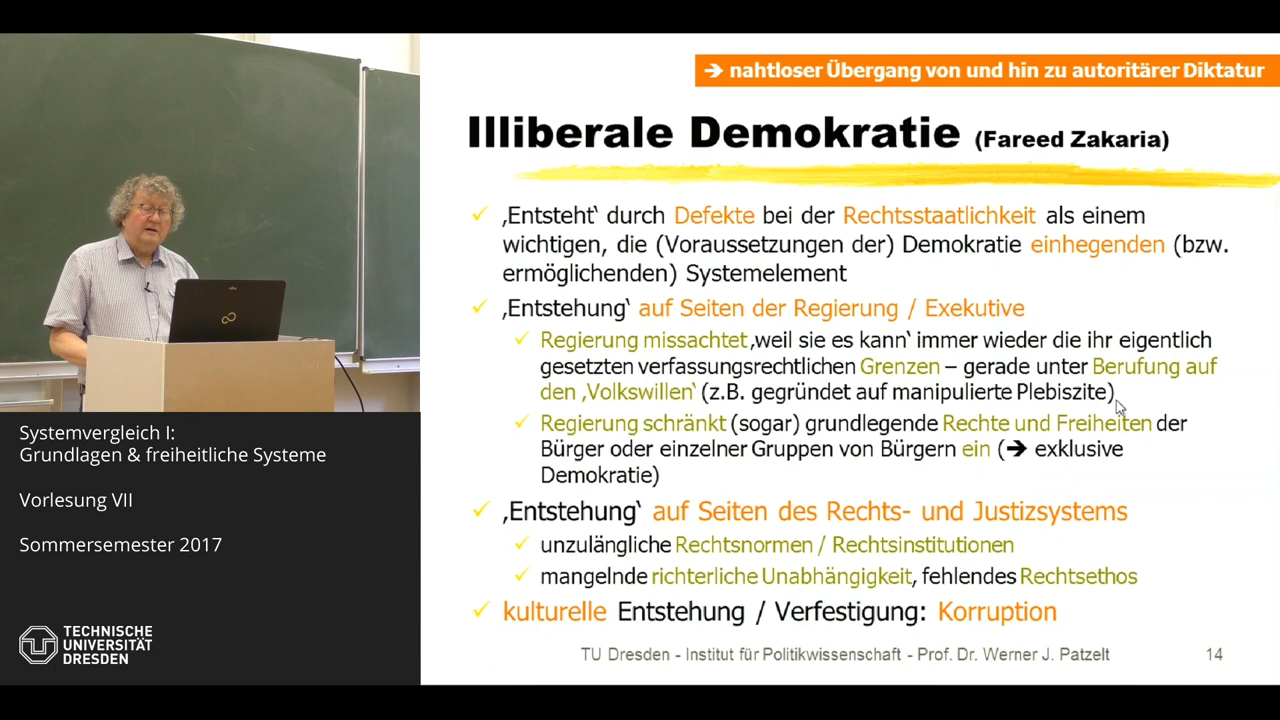 ➔ nahtloser Übergang von und hin zu autoritärer Diktatur
Illiberale Demokratie (Fareed Zakaria)
‚Entsteht‘ durch Defekte bei der Rechtsstaatlichkeit als einem
wichtigen, die (Voraussetzungen der) Demokratie einhegenden (bzw.
ermöglichenden) Systemelement
‚Entstehung‘ auf Seiten der Regierung / Exekutive
Regierung missachtet ‚weil sie es kann‘ immer wieder die ihr eigentlich
gesetzten verfassungsrechtlichen Grenzen – gerade unter Berufung auf
den ‚Volkswillen‘ (z.B. gegründet auf manipulierte Plebiszite)
Regierung schränkt (sogar) grundlegende Rechte und Freiheiten der
Bürger oder einzelner Gruppen von Bürgern ein (➔ exklusive
Demokratie)
‚Entstehung‘ auf Seiten des Rechts- und Justizsystems
unzulängliche Rechtsnormen / Rechtsinstitutionen
mangelnde richterliche Unabhängigkeit, fehlendes Rechtsethos
kulturelle Entstehung / Verfestigung: Korruption
TU Dresden - Institut für Politikwissenschaft - Prof. Dr. Werner J. Patzelt 14
Systemvergleich I:
Grundlagen & freiheitliche Systeme
Vorlesung VII
Sommersemester 2017
TECHNISCHE
UNIVERSITÄT
DRESDEN